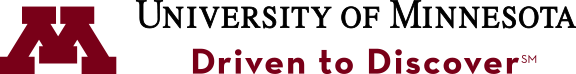 M
University of Minnesota
Driven to Discover℠